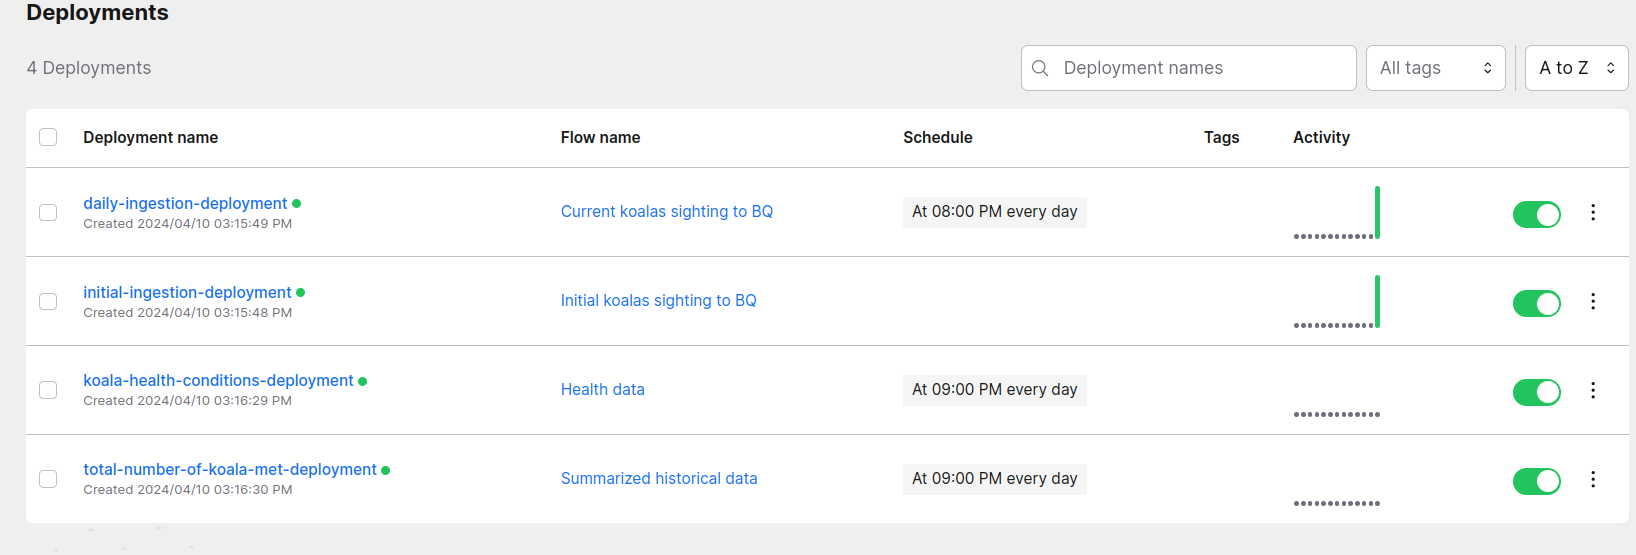 Deployments
4 Deployments
Deployment names
All tags
A to Z
Deployment name Flow name Schedule Tags Activity
daily-ingestion-deployment
Created 2024/04/10 03:15:49 PM
Current koalas sighting to BQ
At 08:00 PM every day
initial-ingestion-deployment
Created 2024/04/10 03:15:48 PM
Initial koalas sighting to BQ
koala-health-conditions-deployment
Created 2024/04/10 03:16:29 PM
Health data
At 09:00 PM every day
total-number-of-koala-met-deployment
Created 2024/04/10 03:16:30 PM
Summarized historical data
At 09:00 PM every day